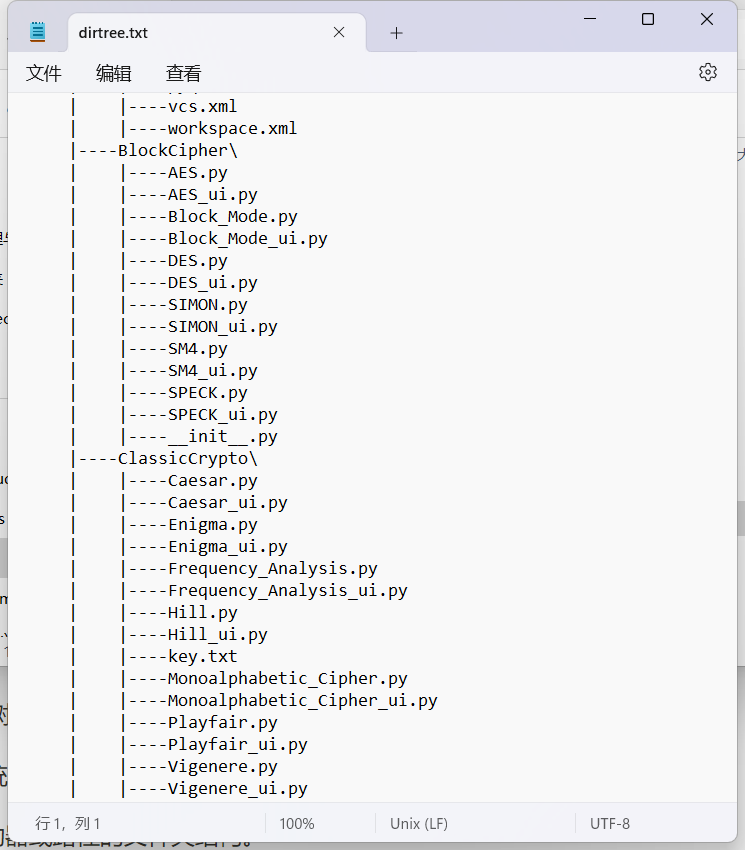 dirtree.txt
文件 编辑 查看
| |----vcs.xml
| |----workspace.xml
|----BlockCipher\
| |----AES.py
| |----AES_ui.py
| |----Block_Mode.py
| |----Block_Mode_ui.py
| |----DES.py
| |----DES_ui.py
| |----SIMON.py
| |----SIMON_ui.py
| |----SM4.py
| |----SM4_ui.py
| |----SPECK.py
| |----SPECK_ui.py
| |----__init__.py
|----ClassicCrypto\
| |----Caesar.py
| |----Caesar_ui.py
| |----Enigma.py
| |----Enigma_ui.py
| |----Frequency_Analysis.py
| |----Frequency_Analysis_ui.py
| |----Hill.py
| |----Hill_ui.py
| |----key.txt
| |----Monoalphabetic_Cipher.py
| |----Monoalphabetic_Cipher_ui.py
| |----Playfair.py
| |----Playfair_ui.py
| |----Vigenere.py
| |----Vigenere_ui.py
行 1, 列 1 100% Unix (LF) UTF-8